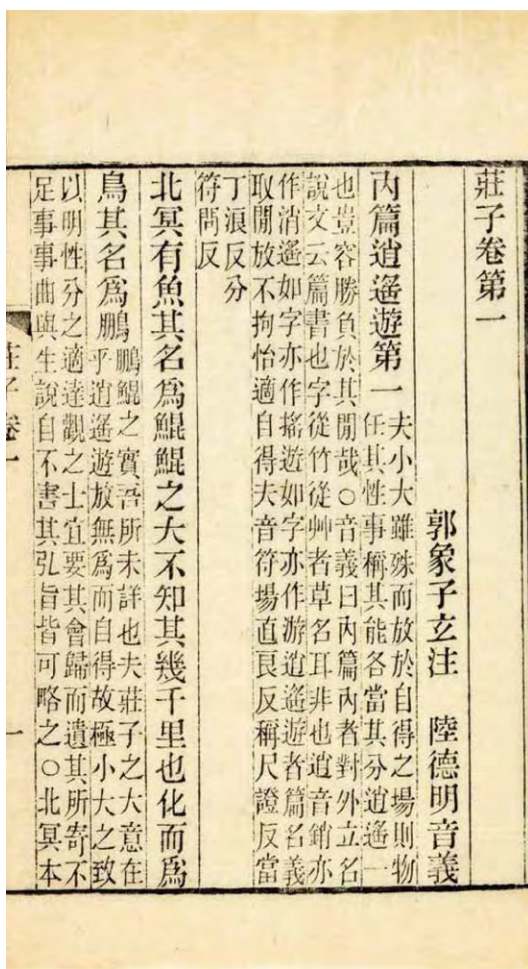 莊子卷第一
郭象子玄注 陸德明音義
内篇逍遙遊第一
夫小大雖殊而放於自得之場則物
任其性事稱其能各當其分逍遙一
也豈容勝負於其閒哉○音義曰内篇内者對外立名
說文云篇書也字從竹從艸者草名耳非也逍音銷亦
作消遙如字亦作搖遊如字亦作游逍遙遊者篇名義
取閒放不拘怡適自得夫音符場直良反稱尺證反當
丁浪反分
符問反
北冥有魚其名爲鯤鯤之大不知其幾千里也化而爲
鳥其名爲鵬
鵬鯤之實吾所未詳也夫莊子之大意在
乎逍遙遊放無爲而自得故極小大之致
以明性分之適達觀之士宜要其會歸而遺其所寄不
足事事曲與生說自不害其弘旨皆可略之○北冥本
莊子卷一
一